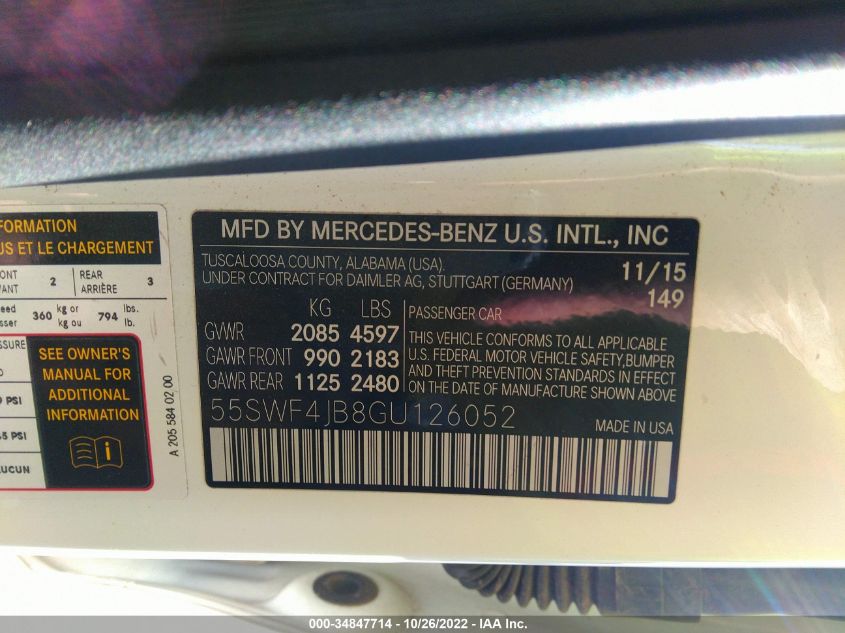 FORMATION
US ET LE CHARGEMENT
2 REAR 3
ARRIÈRE
360 kg or 794 lbs.
kg ou lb.
SEE OWNER'S
MANUAL FOR
ADDITIONAL
INFORMATION
PSI
PSI
UCUN
A 205 584 02 00
MFD BY MERCEDES-BENZ U.S. INTL., INC
TUSCALOOSA COUNTY, ALABAMA (USA).
UNDER CONTRACT FOR DAIMLER AG, STUTTGART (GERMANY)
11/15
149
KG LBS
GVWR 2085 4597
GAWR FRONT 990 2183
GAWR REAR 1125 2480
PASSENGER CAR
THIS VEHICLE CONFORMS TO ALL APPLICABLE
U.S. FEDERAL MOTOR VEHICLE SAFETY, BUMPER
AND THEFT PREVENTION STANDARDS IN EFFECT
ON THE DATE OF MANUFACTURE SHOWN ABOVE
55SWF4JB8GU126052
MADE IN USA
000-34847714 - 10/26/2022 - IAA Inc.